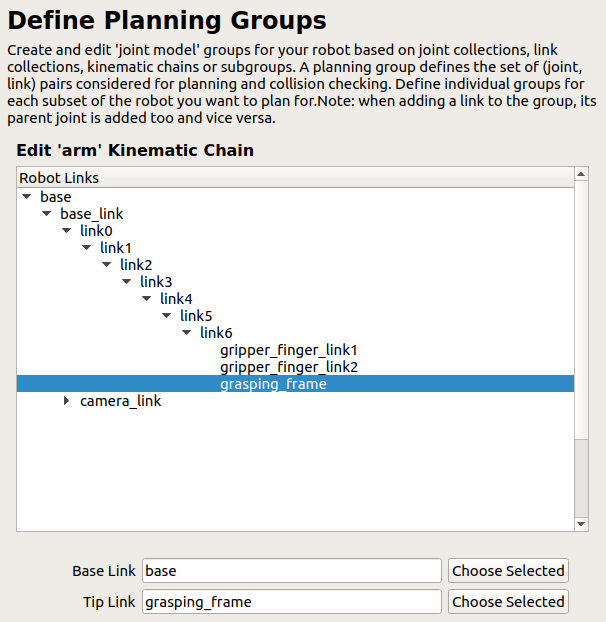 Define Planning Groups
Create and edit 'joint model' groups for your robot based on joint collections, link
collections, kinematic chains or subgroups. A planning group defines the set of (joint,
link) pairs considered for planning and collision checking. Define individual groups for
each subset of the robot you want to plan for.Note: when adding a link to the group, its
parent joint is added too and vice versa.
Edit 'arm' Kinematic Chain
Robot Links
base
base_link
link0
link1
link2
link3
link4
link5
link6
gripper_finger_link1
gripper_finger_link2
grasping_frame
camera_link
Base Link base Choose Selected
Tip Link grasping_frame Choose Selected